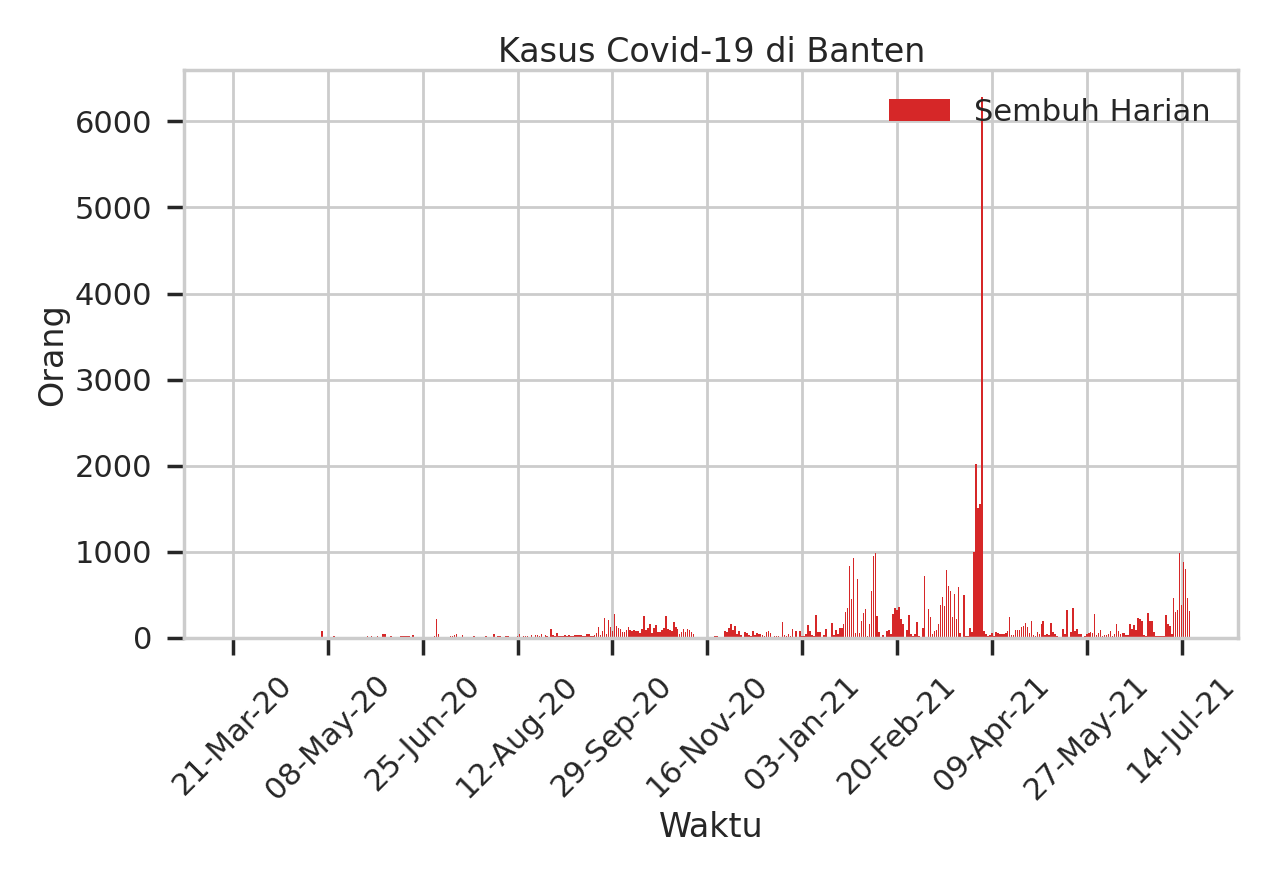 Kasus Covid-19 di Banten
Sembuh Harian
Orang
6000
5000
4000
3000
2000
1000
0
21-Mar-20
08-May-20
25-Jun-20
12-Aug-20
29-Sep-20
16-Nov-20
03-Jan-21
20-Feb-21
09-Apr-21
27-May-21
14-Jul-21
Waktu